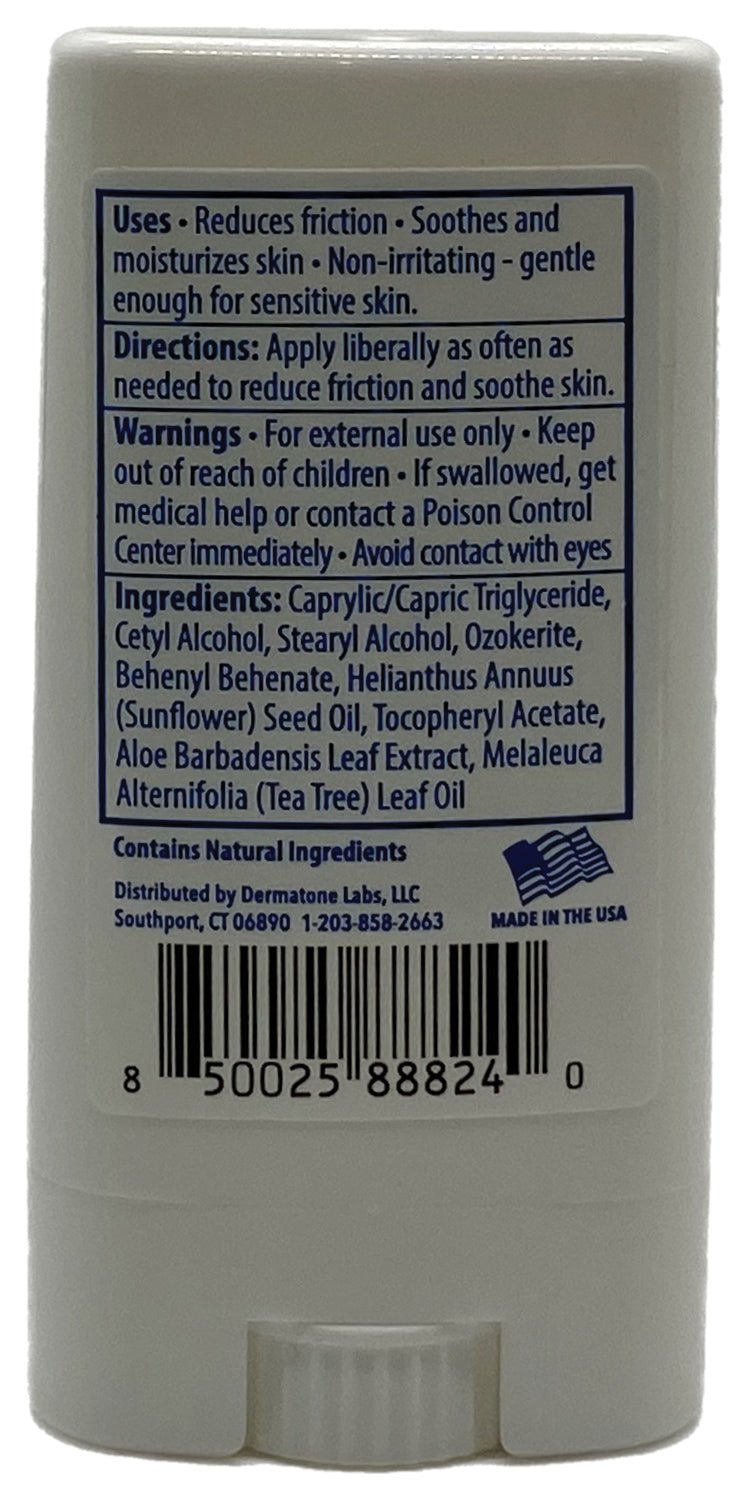 Uses • Reduces friction • Soothes and
moisturizes skin • Non-irritating - gentle
enough for sensitive skin.
Directions: Apply liberally as often as
needed to reduce friction and soothe skin.
Warnings • For external use only • Keep
out of reach of children • If swallowed, get
medical help or contact a Poison Control
Center immediately • Avoid contact with eyes
Ingredients: Caprylic/Capric Triglyceride,
Cetyl Alcohol, Stearyl Alcohol, Ozokerite,
Behenyl Behenate, Helianthus Annuus
(Sunflower) Seed Oil, Tocopheryl Acetate,
Aloe Barbadensis Leaf Extract, Melaleuca
Alternifolia (Tea Tree) Leaf Oil
Contains Natural Ingredients
Distributed by Dermatone Labs, LLC
Southport, CT 06890 1-203-858-2663
MADE IN THE USA
8 50025 88824 0